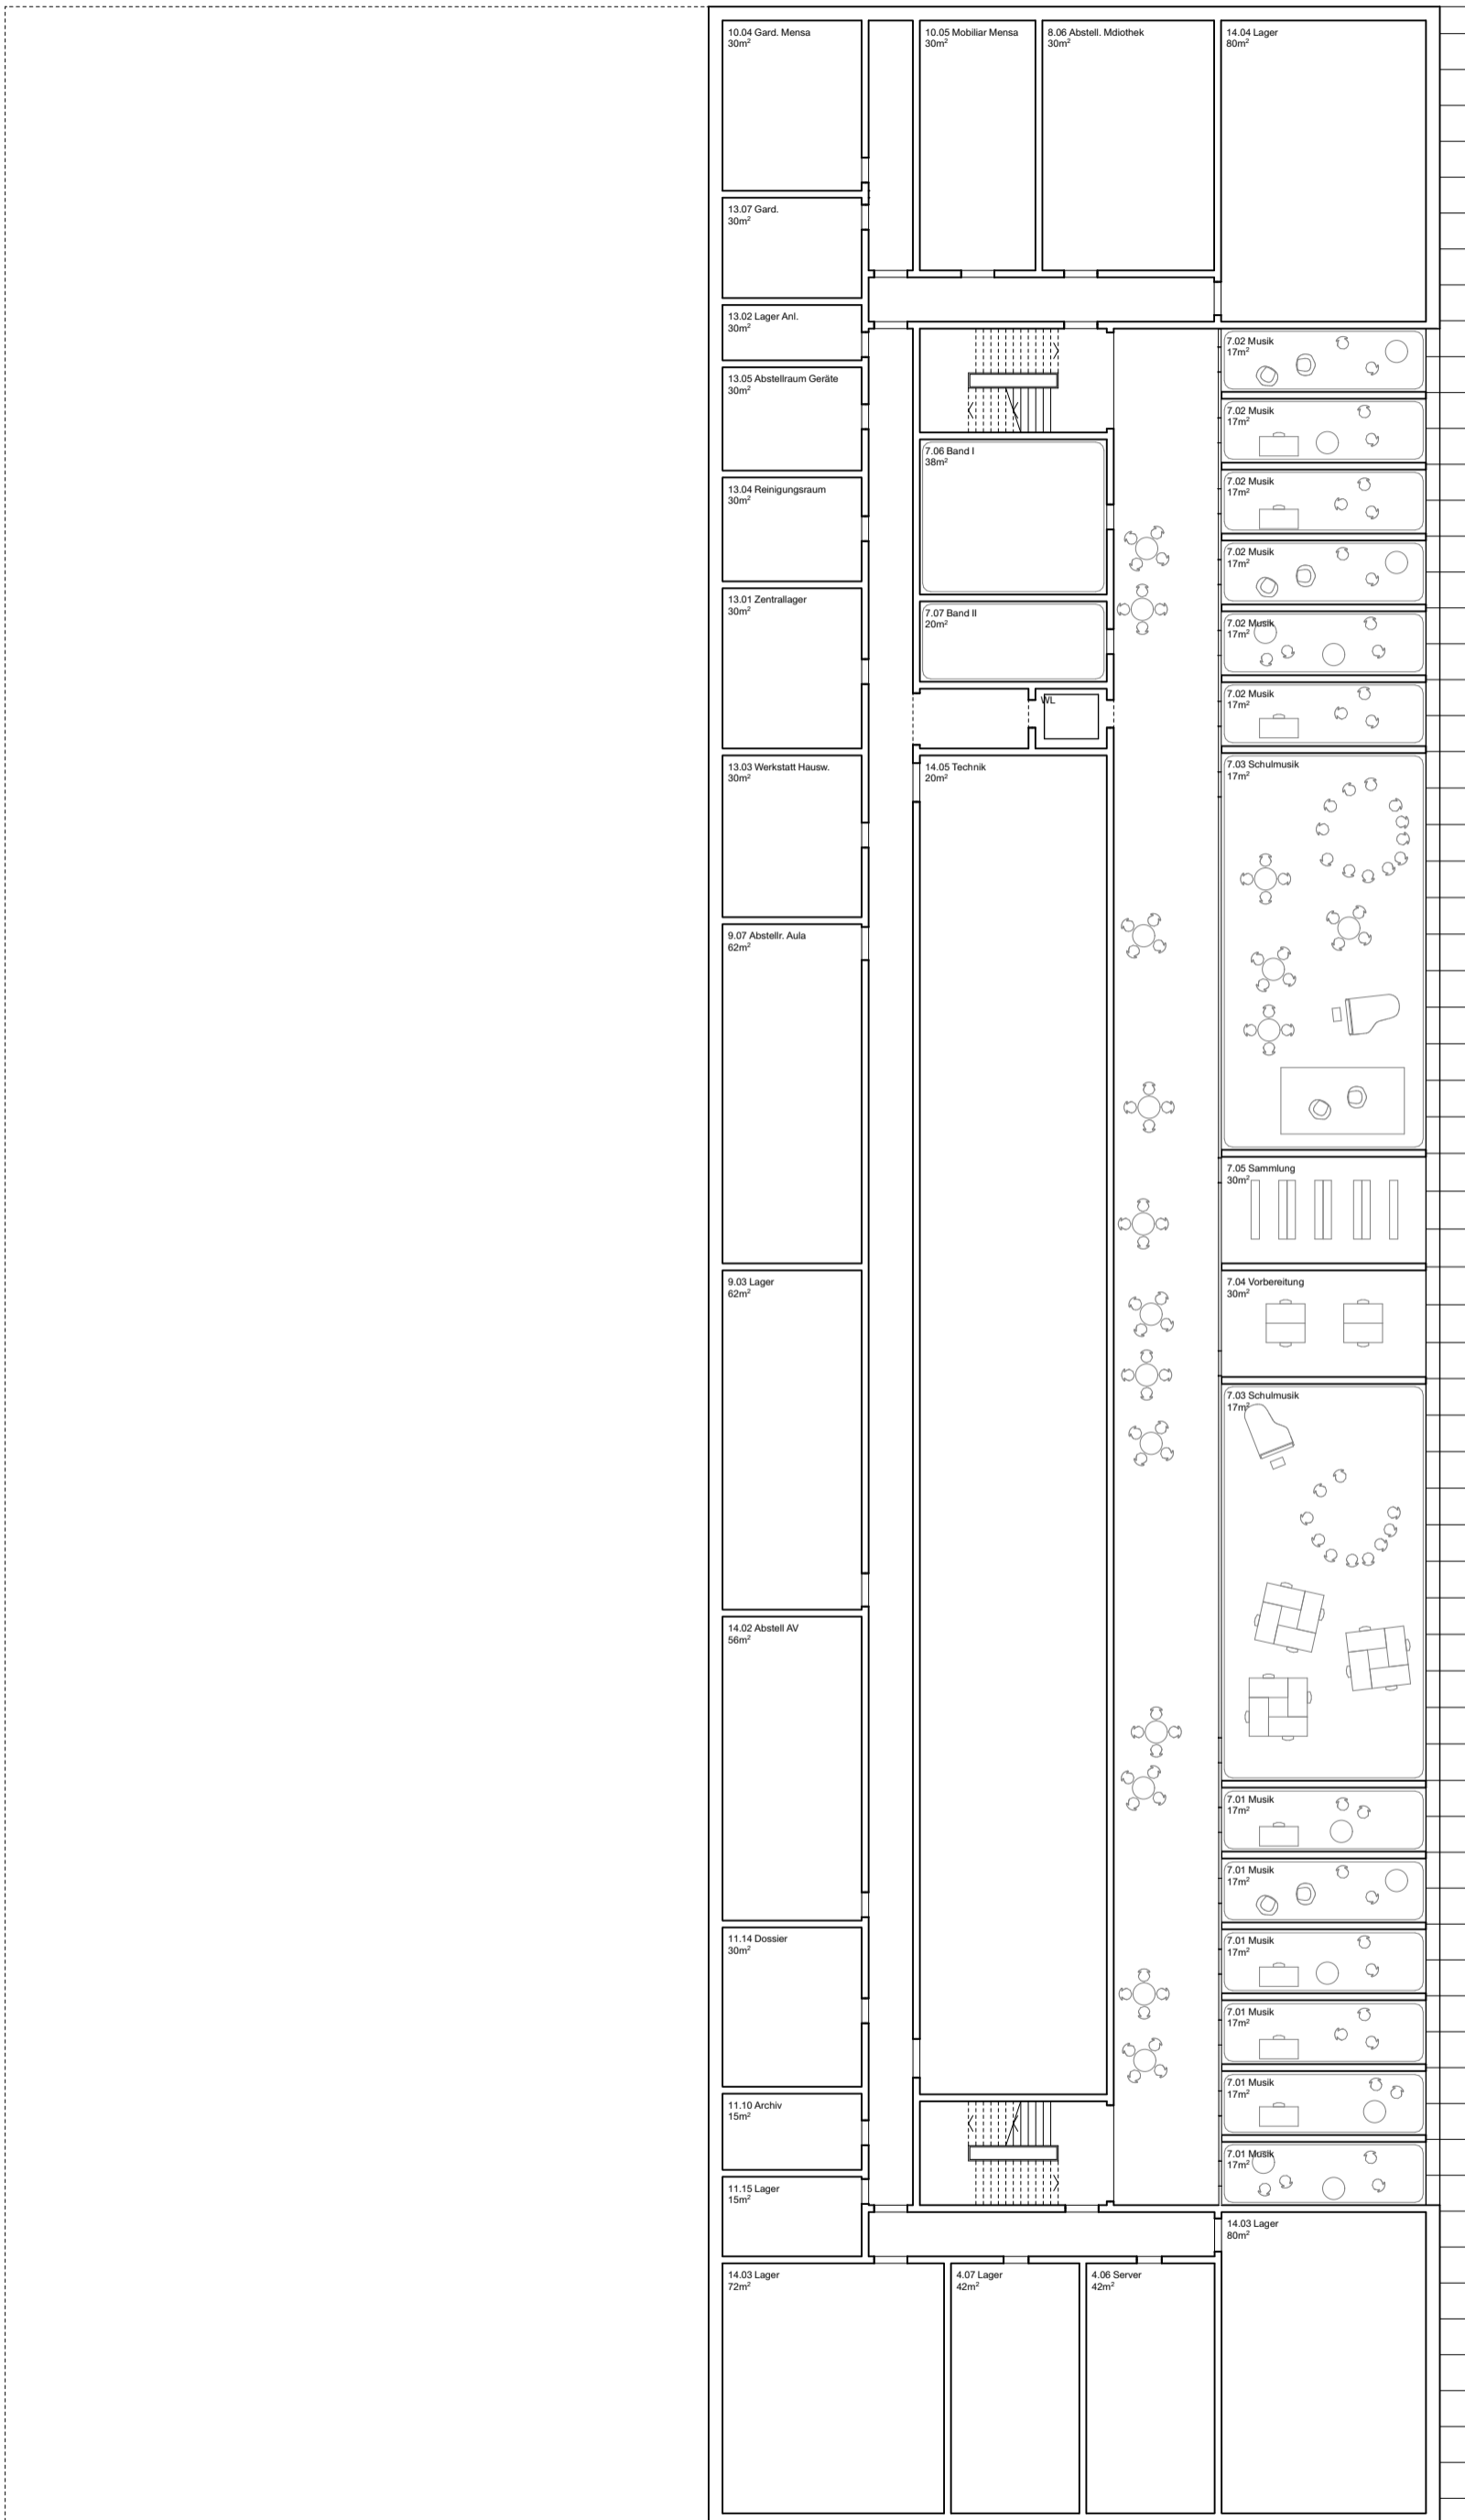 10.04 Gard. Mensa
30m²
10.05 Mobiliar Mensa
30m²
8.06 Abstell. Mdiothek
30m²
14.04 Lager
80m²
13.07 Gard.
30m²
13.02 Lager Anl.
30m²
13.05 Abstellraum Geräte
30m²
13.04 Reinigungsraum
30m²
13.01 Zentrallager
30m²
13.03 Werkstatt Hausw.
30m²
9.07 Abstellr. Aula
62m²
9.03 Lager
62m²
14.02 Abstell AV
56m²
11.14 Dossier
30m²
11.10 Archiv
15m²
11.15 Lager
15m²
7.06 Band I
38m²
7.07 Band II
20m²
WL
14.05 Technik
20m²
7.02 Musik
17m²
7.02 Musik
17m²
7.02 Musik
17m²
7.02 Musik
17m²
7.02 Musik
17m²
7.02 Musik
17m²
7.03 Schulmusik
17m²
7.05 Sammlung
30m²
7.04 Vorbereitung
30m²
7.03 Schulmusik
17m²
7.01 Musik
17m²
7.01 Musik
17m²
7.01 Musik
17m²
7.01 Musik
17m²
7.01 Musik
17m²
7.01 Musik
17m²
14.03 Lager
72m²
4.07 Lager
42m²
4.06 Server
42m²
14.03 Lager
80m²